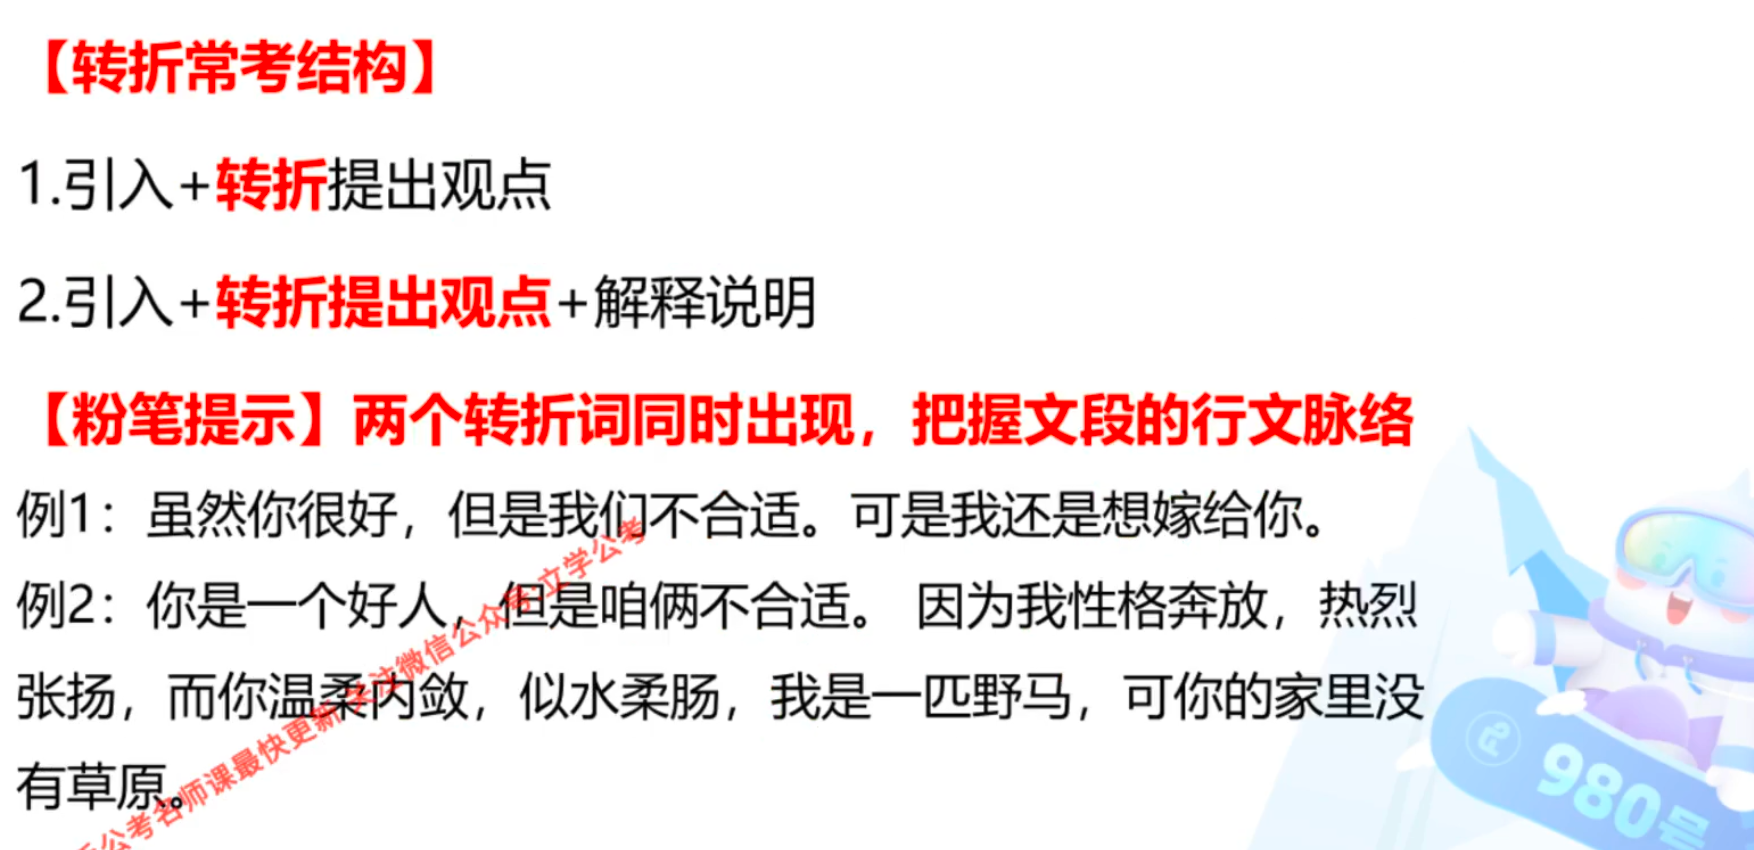 【转折常考结构】
1.引入+转折提出观点
2.引入+转折提出观点+解释说明
【粉笔提示】两个转折词同时出现，把握文段的行文脉络
例1：虽然你很好，但是我们不合适。可是我还是想嫁给你。
例2：你是一个好人，但是咱俩不合适。 因为我性格奔放，热烈
张扬，而你温柔内敛，似水柔肠，我是一匹野马，可你的家里没
有草原。
公考名师课最快更新 关注微信公众号:立学公考
980号